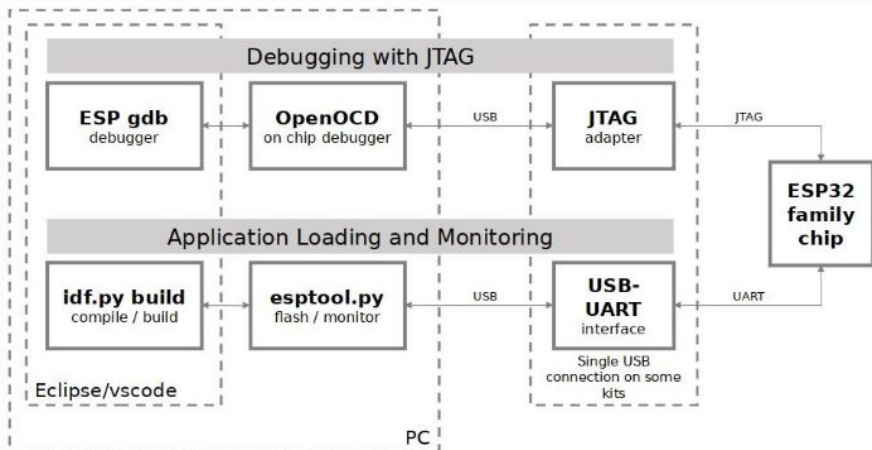 Debugging with JTAG
ESP gdb
debugger
OpenOCD
on chip debugger
USB
JTAG
adapter
JTAG
ESP32
family
chip
Application Loading and Monitoring
idf.py build
compile / build
esptool.py
flash / monitor
USB
USB-
UART
interface
UART
Single USB
connection on some
kits
Eclipse/vscode
PC